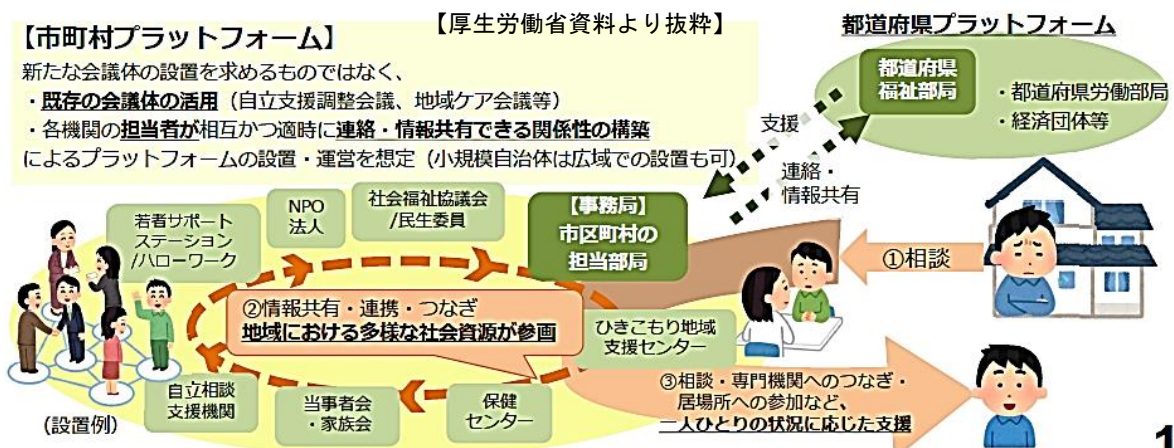 【厚生労働省資料より抜粋】
【市町村プラットフォーム】
新たな会議体の設置を求めるものではなく、
・既存の会議体の活用（自立支援調整会議、地域ケア会議等）
・各機関の担当者が相互かつ適時に連絡・情報共有できる関係性の構築
によるプラットフォームの設置・運営を想定（小規模自治体は広域での設置も可）
都道府県プラットフォーム
都道府県
福祉部局
・都道府県労働部局
・経済団体等
支援
連絡・
情報共有
若者サポート
ステーション
/ハローワーク
NPO
法人
社会福祉協議会
/民生委員
【事務局】
市区町村の
担当部局
①相談
②情報共有・連携・つなぎ
地域における多様な社会資源が参画
ひきこもり地域
支援センター
自立相談
支援機関
当事者会
・家族会
保健
センター
③相談・専門機関へのつなぎ・
居場所への参加など、
一人ひとりの状況に応じた支援
(設置例)
1